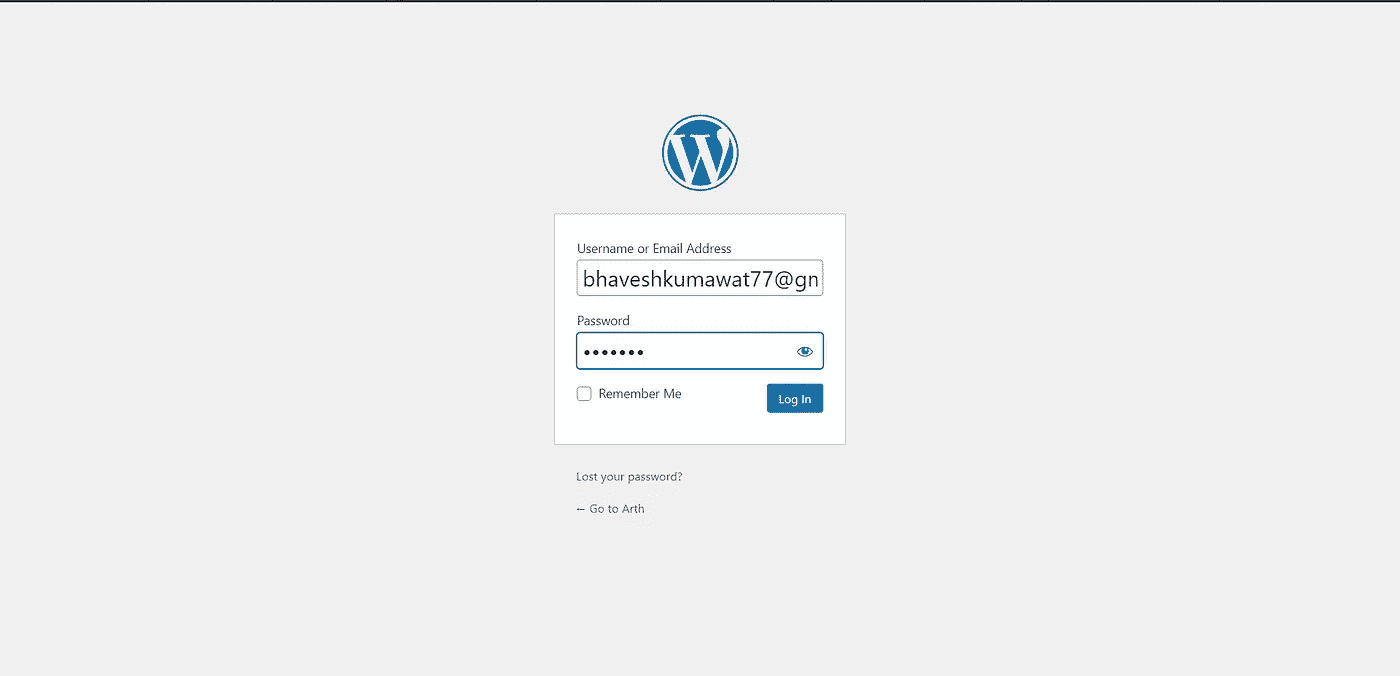 Username or Email Address
bhaveshkumawat77@gn
Password
•••••••
Remember Me
Log In
Lost your password?
← Go to Arth